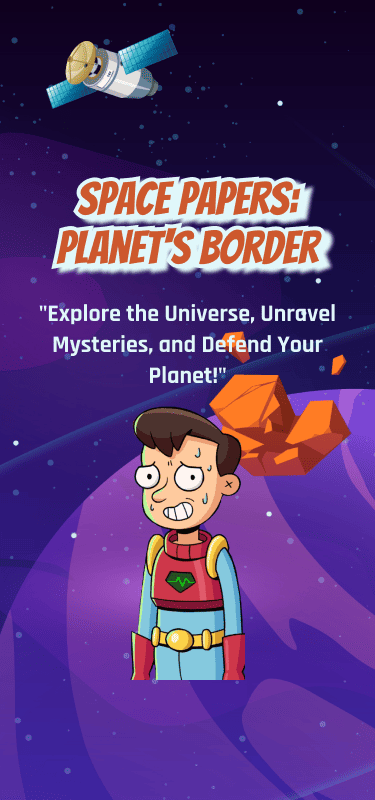 SPACE PAPERS:
PLANET'S BORDER
"Explore the Universe, Unravel
Mysteries, and Defend Your
Planet!"